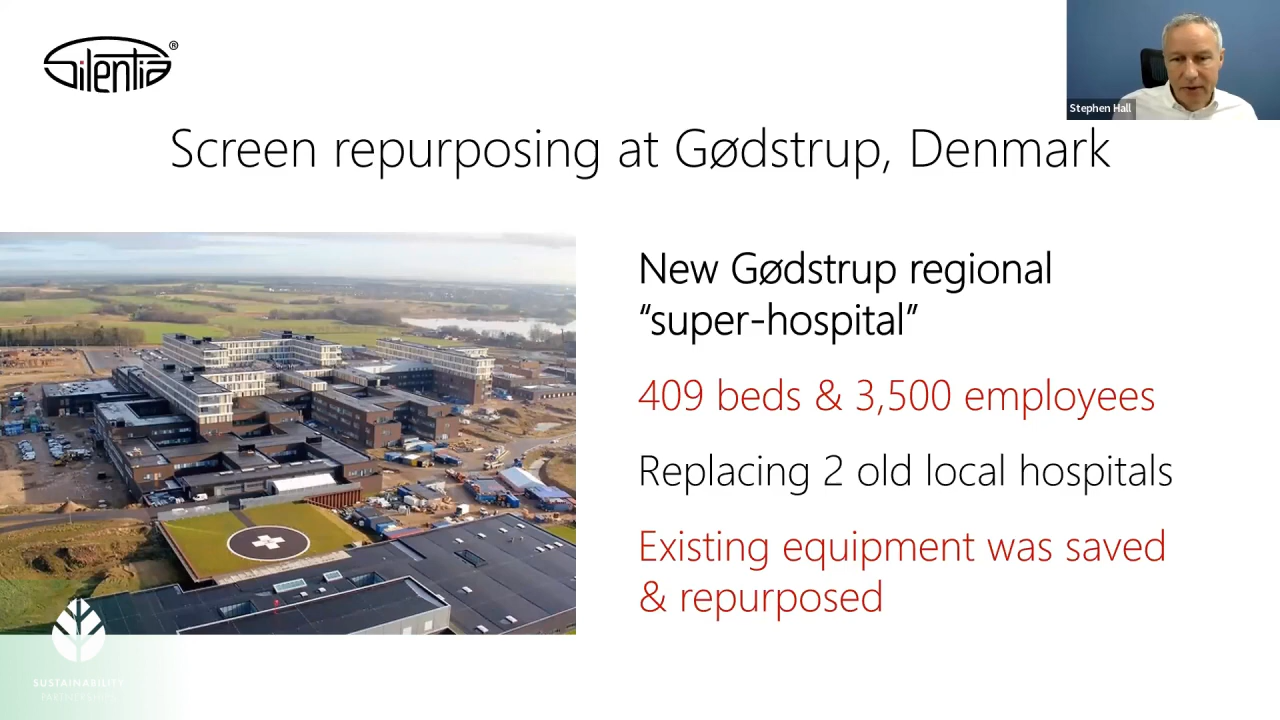 Silentia®
Stephen Hall
Screen repurposing at Gødstrup, Denmark
New Gødstrup regional
“super-hospital”
409 beds & 3,500 employees
Replacing 2 old local hospitals
Existing equipment was saved
& repurposed
SUSTAINABILITY
PARTNERSHIPS